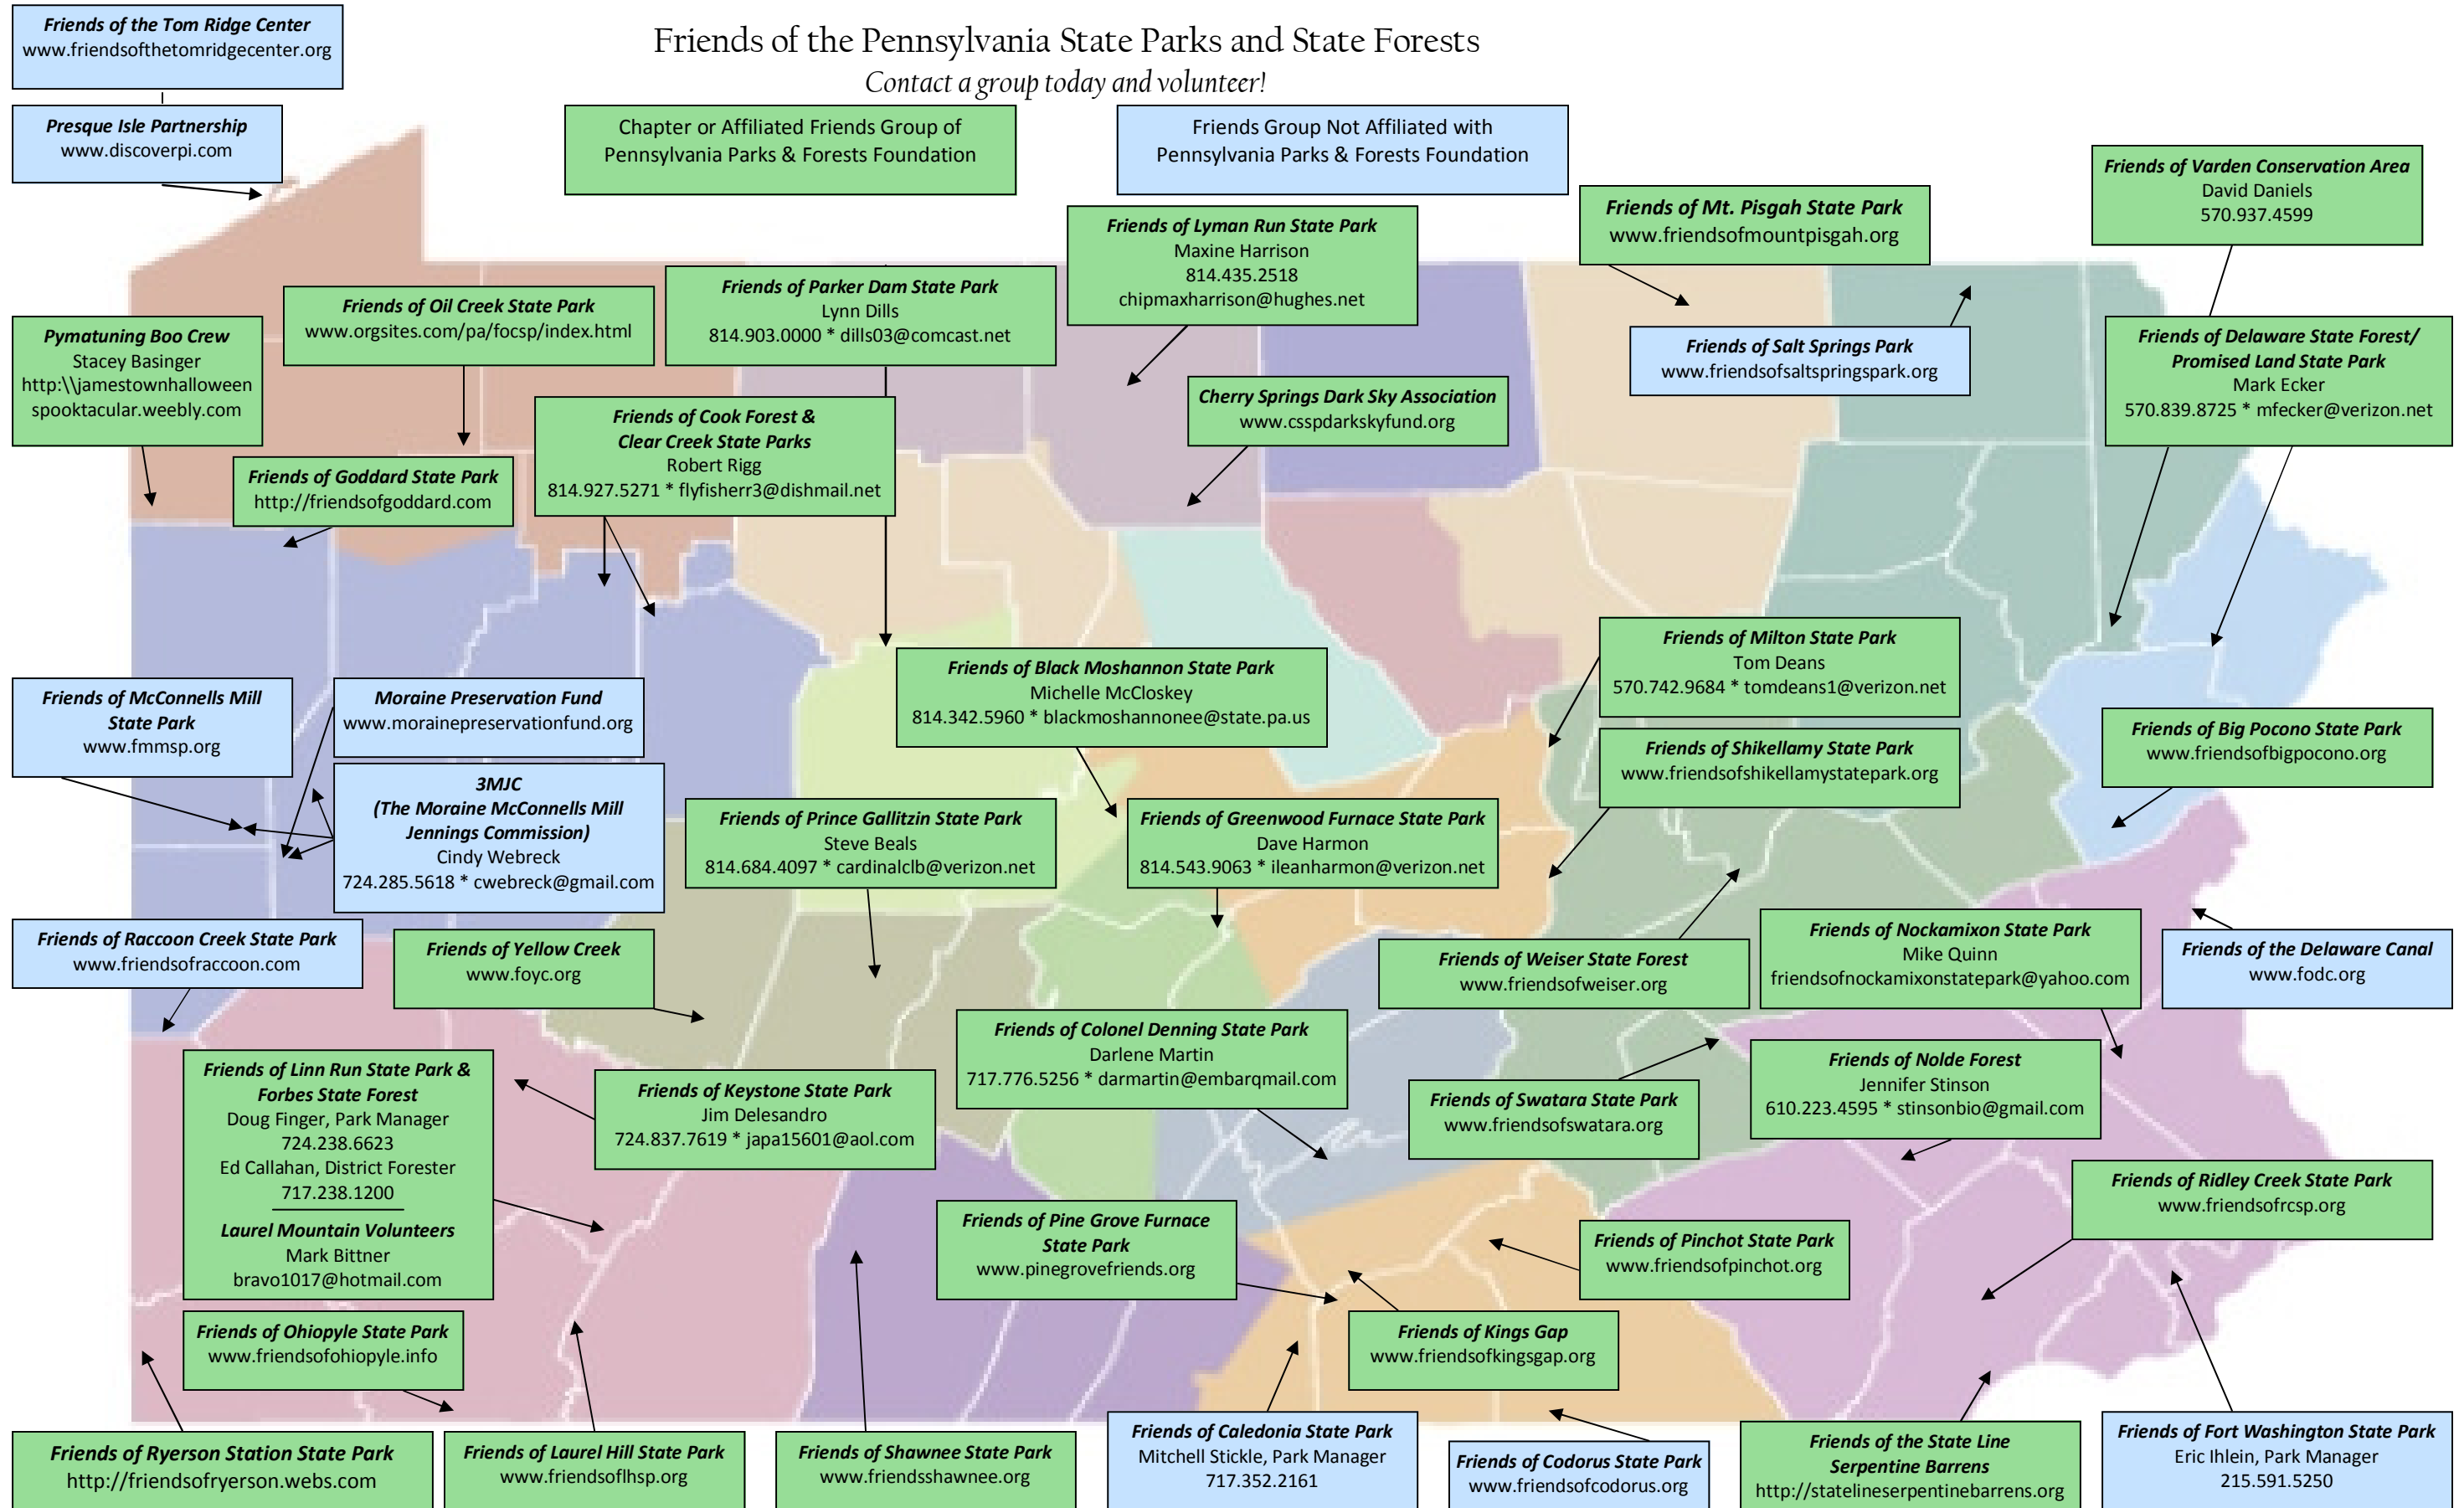 Friends of the Tom Ridge Center
www.friendsofthetomridgecenter.org
Friends of the Pennsylvania State Parks and State Forests
Contact a group today and volunteer!
Presque Isle Partnership
www.discoverpi.com
Chapter or Affiliated Friends Group of
Pennsylvania Parks & Forests Foundation
Friends Group Not Affiliated with
Pennsylvania Parks & Forests Foundation
Friends of Varden Conservation Area
David Daniels
570.937.4599
Friends of Mt. Pisgah State Park
www.friendsofmountpisgah.org
Friends of Lyman Run State Park
Maxine Harrison
814.435.2518
chipmaxharrison@hughes.net
Friends of Parker Dam State Park
Lynn Dills
814.903.0000 * dills03@comcast.net
Friends of Oil Creek State Park
www.orgsites.com/pa/focsp/index.html
Pymatuning Boo Crew
Stacey Basinger
http:\\jamestownhalloween
spooktacular.weebly.com
Friends of Salt Springs Park
www.friendsofsaltspringspark.org
Friends of Delaware State Forest/
Promised Land State Park
Mark Ecker
570.839.8725 * mfecker@verizon.net
Cherry Springs Dark Sky Association
www.csspdarkskyfund.org
Friends of Cook Forest &
Clear Creek State Parks
Robert Rigg
814.927.5271 * flyfisherr3@dishmail.net
Friends of Goddard State Park
http://friendsofgoddard.com
Friends of Milton State Park
Tom Deans
570.742.9684 * tomdeans1@verizon.net
Friends of Black Moshannon State Park
Michelle McCloskey
814.342.5960 * blackmoshannonee@state.pa.us
Friends of McConnells Mill
State Park
www.fmmsp.org
Moraine Preservation Fund
www.morainepreservationfund.org
Friends of Big Pocono State Park
www.friendsofbigpocono.org
Friends of Shikellamy State Park
www.friendsofshikellamystatepark.org
3MJC
(The Moraine McConnells Mill
Jennings Commission)
Cindy Webreck
724.285.5618 * cwebreck@gmail.com
Friends of Prince Gallitzin State Park
Steve Beals
814.684.4097 * cardinalclb@verizon.net
Friends of Greenwood Furnace State Park
Dave Harmon
814.543.9063 * ileanharmon@verizon.net
Friends of Raccoon Creek State Park
www.friendsofraccoon.com
Friends of Yellow Creek
www.foyc.org
Friends of Weiser State Forest
www.friendsofweiser.org
Friends of Nockamixon State Park
Mike Quinn
friendsofnockamixonstatepark@yahoo.com
Friends of the Delaware Canal
www.fodc.org
Friends of Colonel Denning State Park
Darlene Martin
717.776.5256 * darmartin@embarqmail.com
Friends of Linn Run State Park &
Forbes State Forest
Doug Finger, Park Manager
724.238.6623
Ed Callahan, District Forester
717.238.1200
Laurel Mountain Volunteers
Mark Bittner
bravo1017@hotmail.com
Friends of Keystone State Park
Jim Delesandro
724.837.7619 * japa15601@aol.com
Friends of Swatara State Park
www.friendsofswatara.org
Friends of Nolde Forest
Jennifer Stinson
610.223.4595 * stinsonbio@gmail.com
Friends of Ridley Creek State Park
www.friendsofrcsp.org
Friends of Pine Grove Furnace
State Park
www.pinegrovefriends.org
Friends of Pinchot State Park
www.friendsofpinchot.org
Friends of Ohiopyle State Park
www.friendsofohiopyle.info
Friends of Kings Gap
www.friendsofkingsgap.org
Friends of Ryerson Station State Park
http://friendsofryerson.webs.com
Friends of Laurel Hill State Park
www.friendsoflhsp.org
Friends of Shawnee State Park
www.friendsshawnee.org
Friends of Caledonia State Park
Mitchell Stickle, Park Manager
717.352.2161
Friends of Codorus State Park
www.friendsofcodorus.org
Friends of the State Line
Serpentine Barrens
http://statelineserpentinebarrens.org
Friends of Fort Washington State Park
Eric Ihlein, Park Manager
215.591.5250